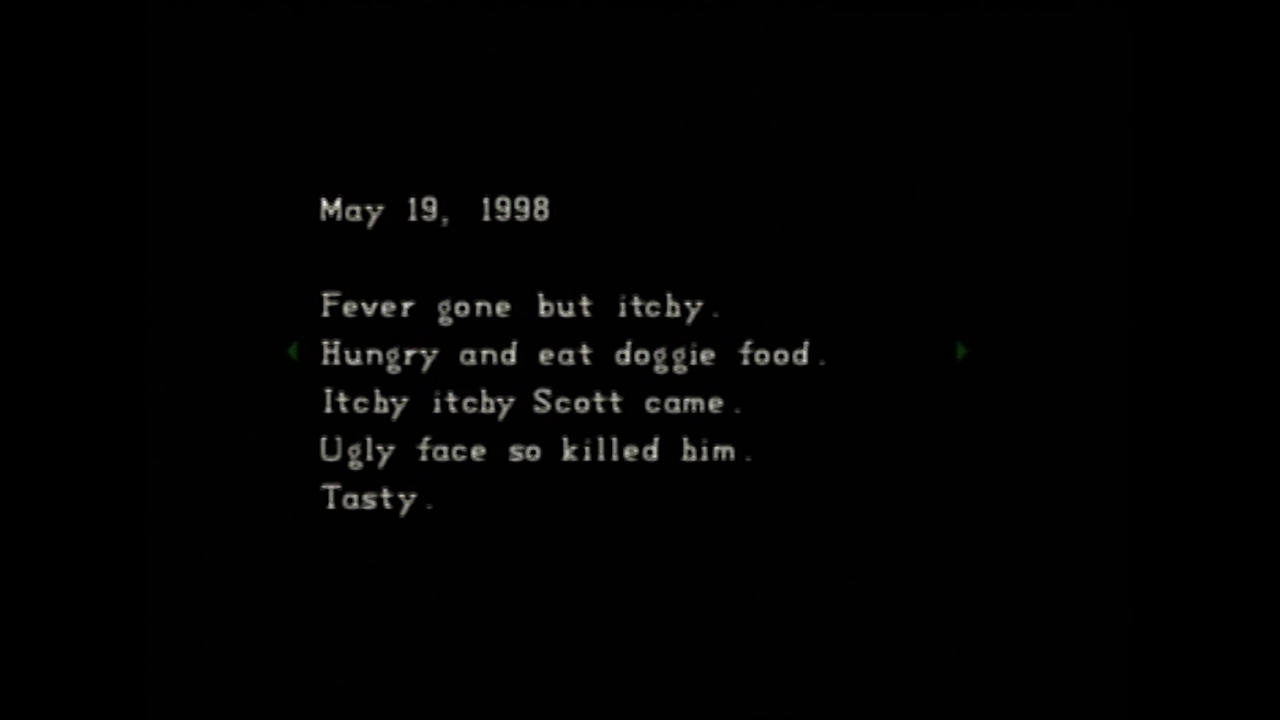 May 19, 1998
Fever gone but itchy.
Hungry and eat doggie food.
Itchy itchy Scott came.
Ugly face so killed him.
Tasty.